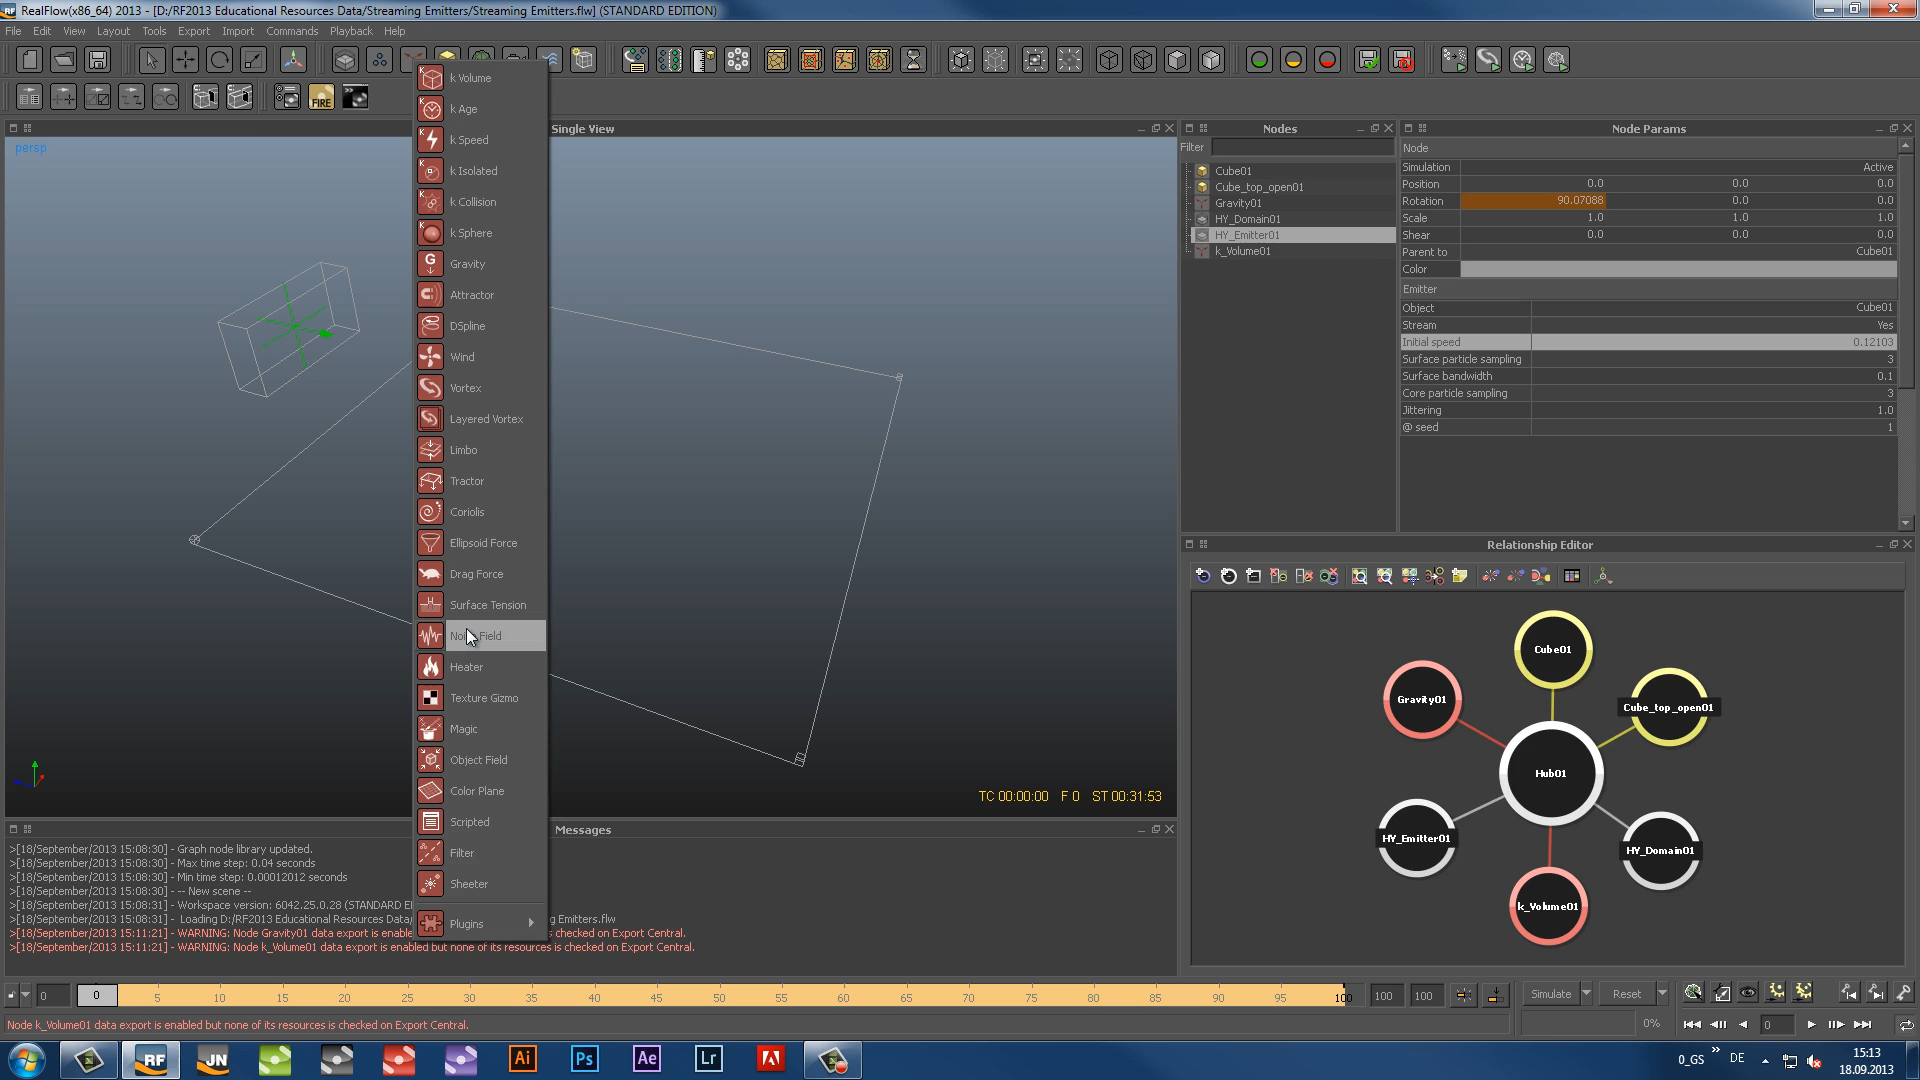 RealFlow(x86_64) 2013 - [D:/RF2013 Educational Resources Data/Streaming Emitters/Streaming Emitters.flw] (STANDARD EDITION)
File Edit View Layout Tools Export Import Commands Playback Help
FIRE
k Volume
k Age
k Speed
k Isolated
k Collision
k Sphere
Gravity
Attractor
DSpline
Wind
Vortex
Layered Vortex
Limbo
Tractor
Coriolis
Ellipsoid Force
Drag Force
Surface Tension
Field
Heater
Texture Gizmo
Magic
Object Field
Color Plane
Scripted
Filter
Sheeter
Plugins
Single View
persp
TC 00:00:00 F 0 ST 00:31:53
Nodes
Filter
Cube01
Cube_top_open01
Gravity01
HY_Domain01
HY_Emitter01
k_Volume01
Node Params
Node
Simulation Active
Position 0.0 0.0 0.0
Rotation 90.07088 0.0 0.0
Scale 1.0 1.0 1.0
Shear 0.0 0.0 0.0
Parent to Cube01
Color
Emitter
Object Cube01
Stream Yes
Initial speed 0.12103
Surface particle sampling 3
Surface bandwidth 0.1
Core particle sampling 3
Jittering 1.0
@ seed 1
Relationship Editor
Cube01
Gravity01
Cube_top_open01
Hub01
HY_Emitter01
HY_Domain01
k_Volume01
Messages
>[18/September/2013 15:08:30] - Graph node library updated.
>[18/September/2013 15:08:30] - Max time step: 0.04 seconds
>[18/September/2013 15:08:30] - Min time step: 0.00012012 seconds
>[18/September/2013 15:08:30] - -- New scene --
>[18/September/2013 15:08:31] - Workspace version: 6042.25.0.28 (STANDARD E
>[18/September/2013 15:08:31] - Loading D:/RF2013 Educational Resources Data/ g Emitters.flw
>[18/September/2013 15:11:21] - WARNING: Node Gravity01 data export is enable s checked on Export Central.
>[18/September/2013 15:11:21] - WARNING: Node k_Volume01 data export is enabled but none of its resources is checked on Export Central.
0 0 5 10 15 20 25 30 35 40 45 50 55 60 65 70 75 80 85 90 95 100 100 100
Simulate Reset
Node k_Volume01 data export is enabled but none of its resources is checked on Export Central.
0% 0
RF JN Ai Ps Ae Lr
0_GS DE
15:13
18.09.2013